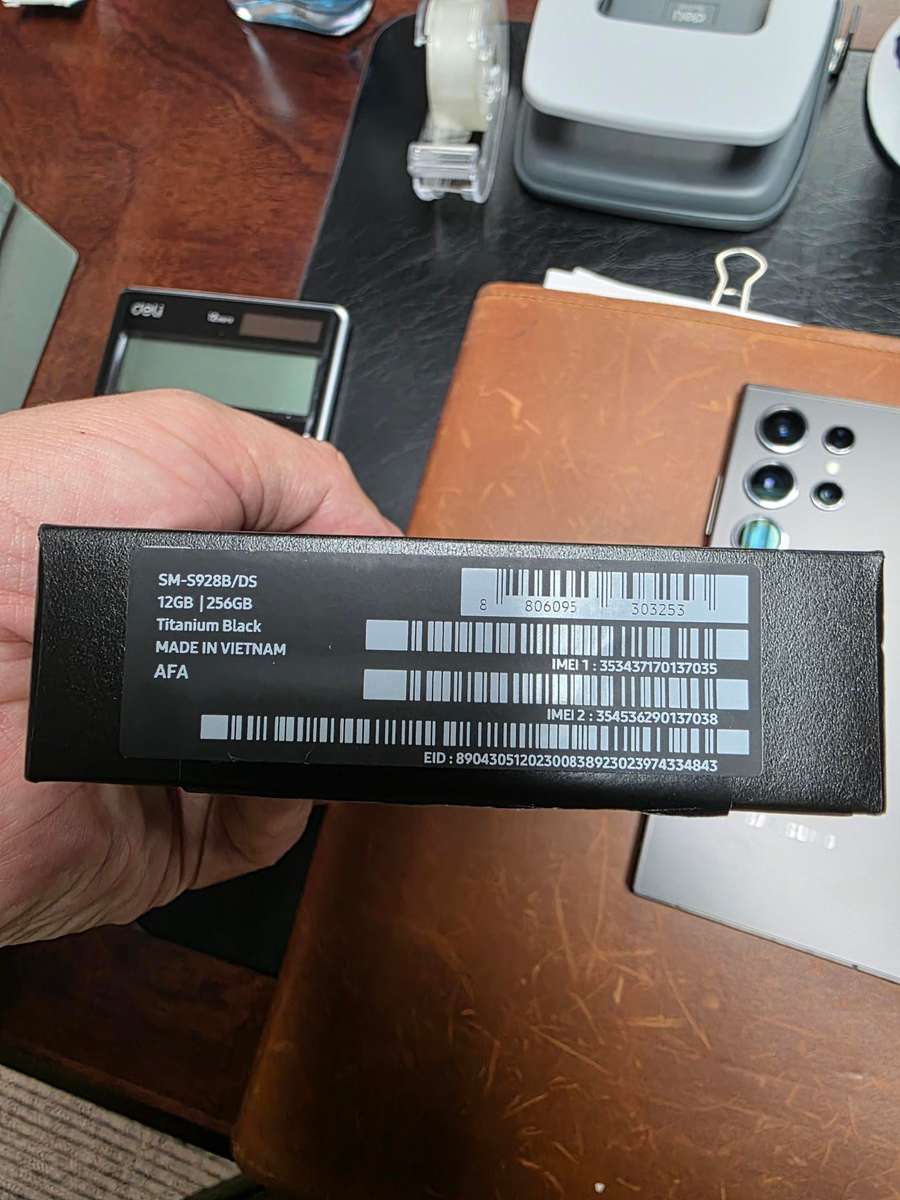 deli
deli
SM-S928B/DS
12GB | 256GB
Titanium Black
MADE IN VIETNAM
AFA
8 806095 303253
IMEI 1 : 353437170137035
IMEI 2 : 354536290137038
EID : 89043051202300838923023974334843